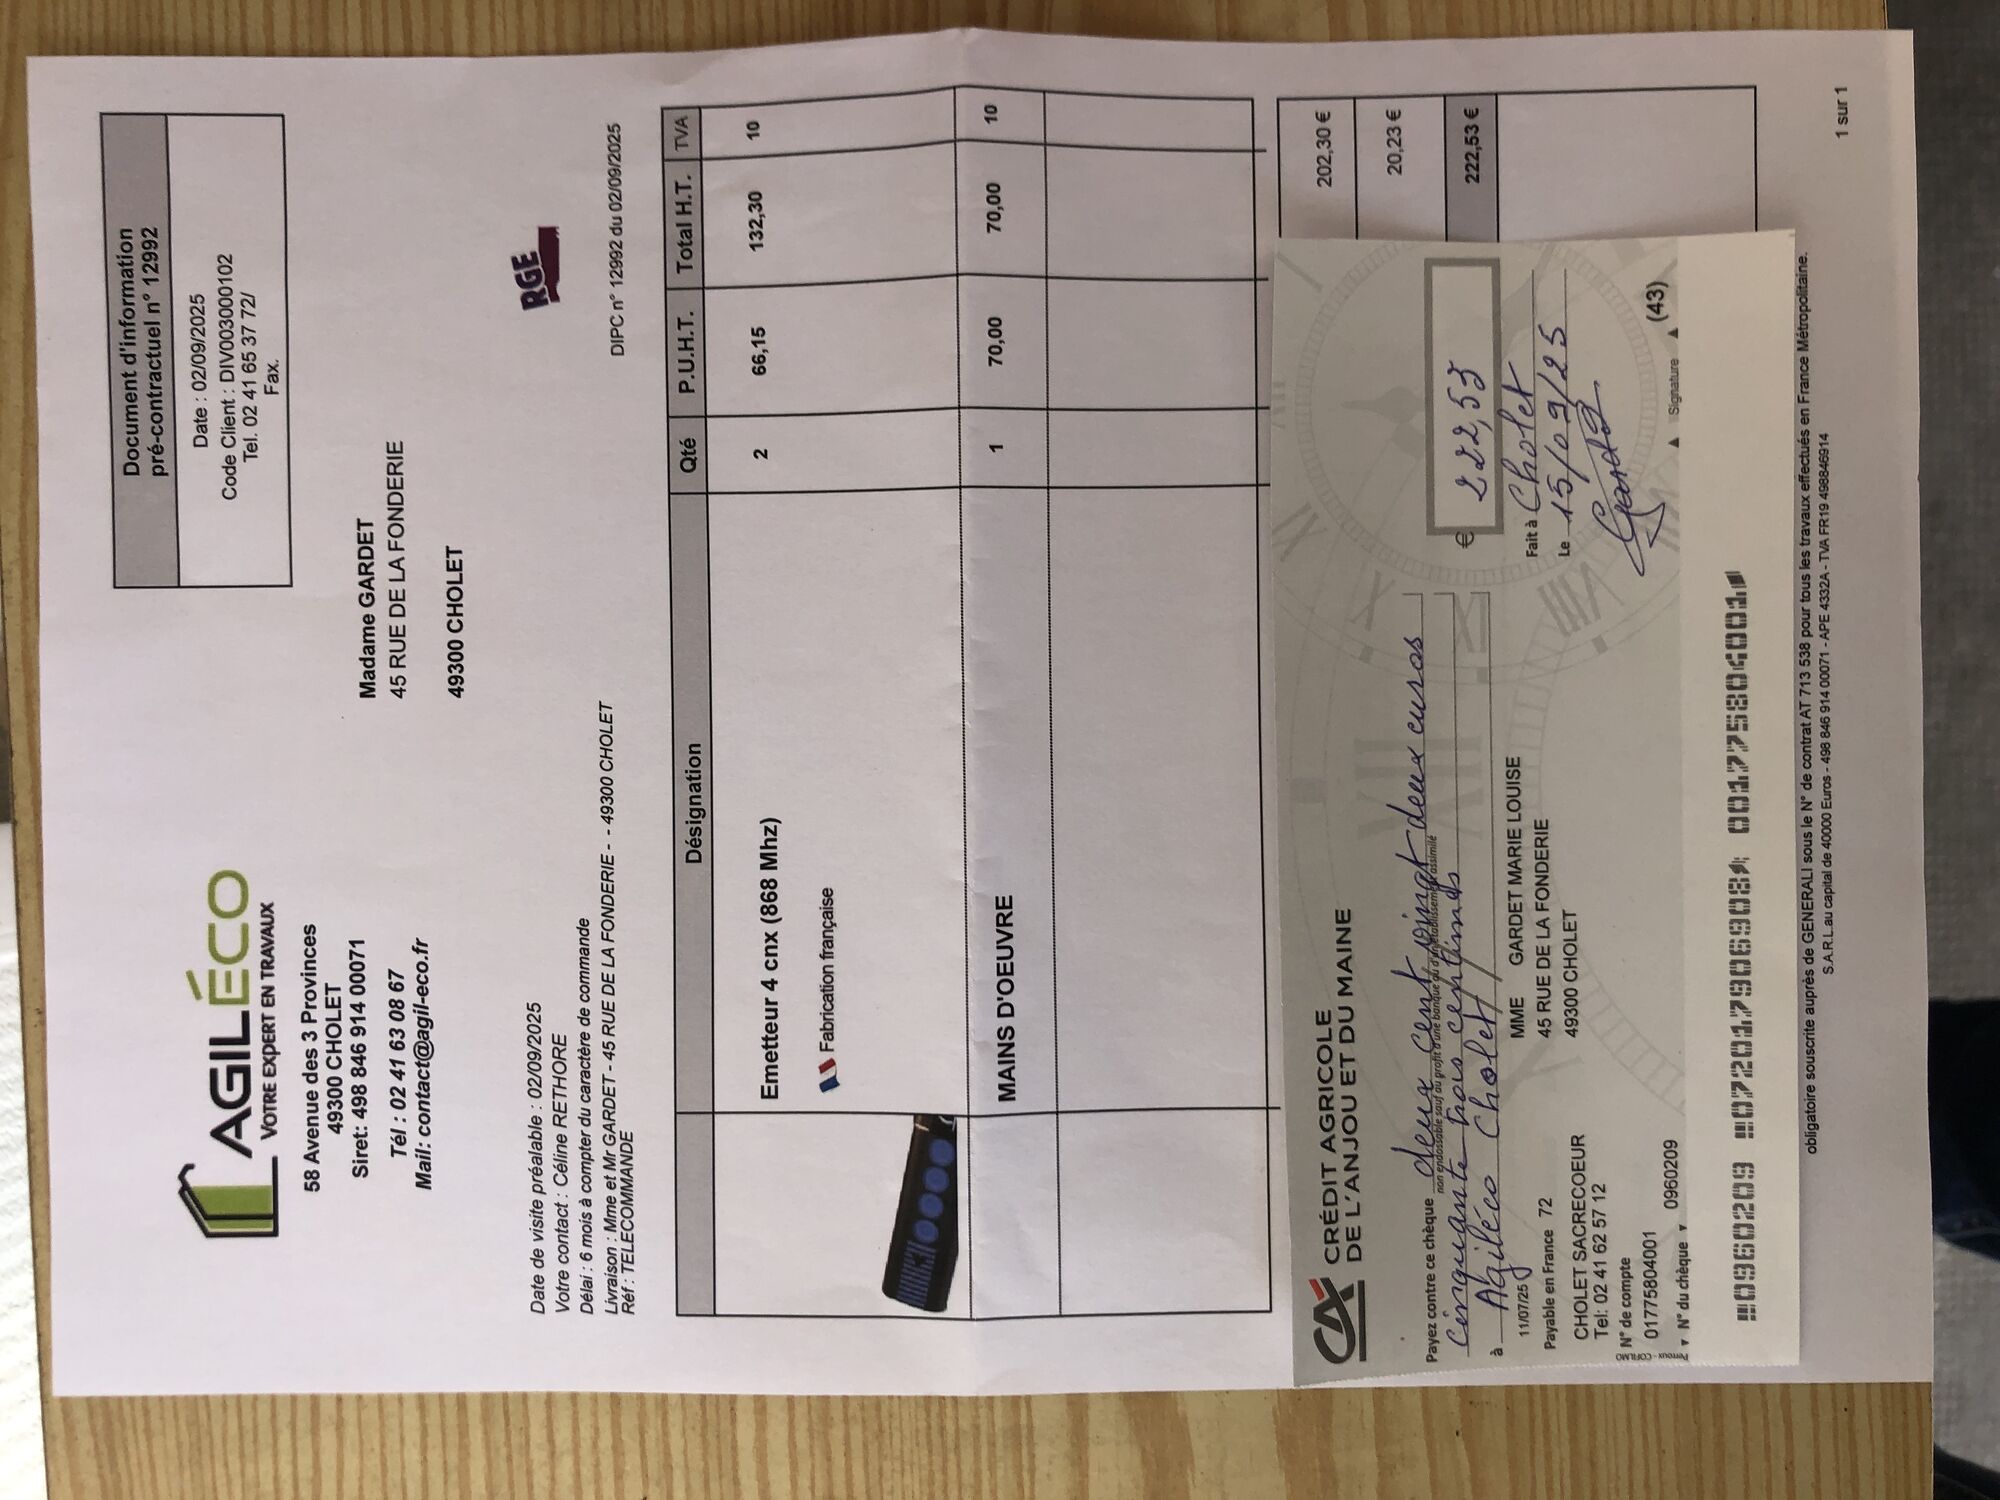 AGILÉCO
VOTRE EXPERT EN TRAVAUX
58 Avenue des 3 Provinces
49300 CHOLET
Siret: 498 846 914 00071
Tél : 02 41 63 08 67
Mail: contact@agil-eco.fr
Document d'information
pré-contractuel n° 12992
Date : 02/09/2025
Code Client : DIV003000102
Tel. 02 41 65 37 72/
Fax.
Madame GARDET
45 RUE DE LA FONDERIE
49300 CHOLET
RGE
Date de visite préalable : 02/09/2025
Votre contact : Céline RETHORE
Délai : 6 mois à compter du caractère de commande
Livraison : Mme et Mr GARDET - 45 RUE DE LA FONDERIE - - 49300 CHOLET
Réf : TELECOMMANDE
DIPC n° 12992 du 02/09/2025
Désignation Qté P.U.H.T. Total H.T. TVA
Emetteur 4 cnx (868 Mhz) 2 66,15 132,30 10
Fabrication française
MAINS D'OEUVRE 1 70,00 70,00 10
202,30 €
20,23 €
222,53 €
CA CRÉDIT AGRICOLE
DE L'ANJOU ET DU MAINE
Payez contre ce chèque deux cent vingt deux euros
non endossable sauf au profit d'une banque ou d'un établissement assimilé
cinquante trois centimes
à Agiléco Cholet
€ 222,53
11/07/25
MME GARDET MARIE LOUISE
45 RUE DE LA FONDERIE
49300 CHOLET
Fait à Cholet
Le 15/09/25
Payable en France 72
CHOLET SACRECOEUR
Tel: 02 41 62 57 12
N° de compte
01775804001
N° du chèque 0960209
Signature
(43)
0960209 072017906908 001775804001
obligatoire souscrite auprès de GENERALI sous le N° de contrat AT 713 538 pour tous les travaux effectués en France Métropolitaine.
S.A.R.L au capital de 40000 Euros - 498 846 914 00071 - APE 4332A - TVA FR19 498846914
1 sur 1